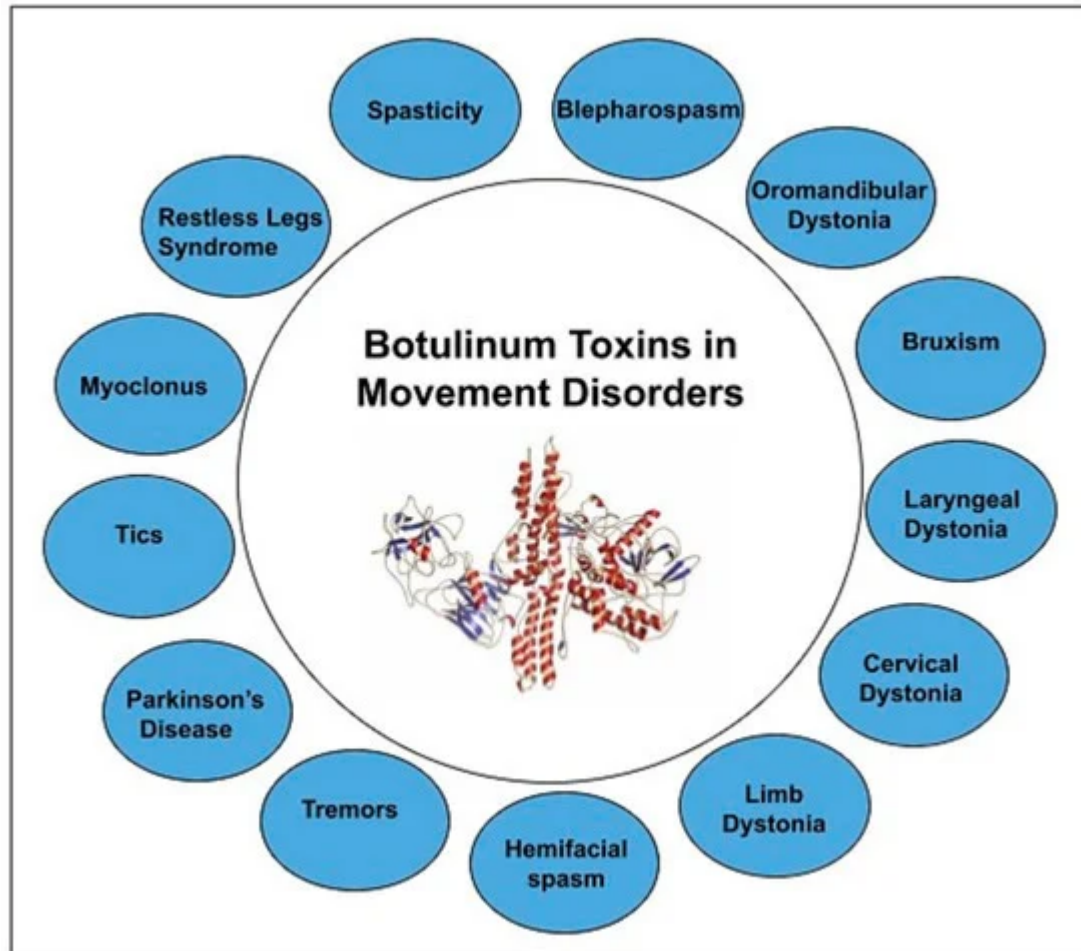 Botulinum Toxins in
Movement Disorders
Spasticity
Blepharospasm
Oromandibular
Dystonia
Bruxism
Laryngeal
Dystonia
Cervical
Dystonia
Limb
Dystonia
Hemifacial
spasm
Tremors
Parkinson's
Disease
Tics
Myoclonus
Restless Legs
Syndrome